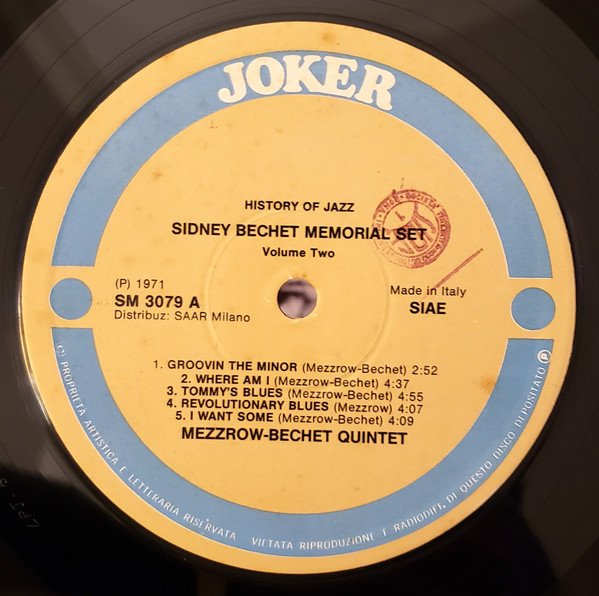 JOKER
HISTORY OF JAZZ
SIDNEY BECHET MEMORIAL SET
Volume Two
(P) 1971
SM 3079 A
Distribuz: SAAR Milano
Made in Italy
SIAE
1. GROOVIN THE MINOR (Mezzrow-Bechet) 2:52
2. WHERE AM I (Mezzrow-Bechet) 4:37
3. TOMMY'S BLUES (Mezzrow-Bechet) 4:55
4. REVOLUTIONARY BLUES (Mezzrow) 4:07
5. I WANT SOME (Mezzrow-Bechet) 4:09
MEZZROW-BECHET QUINTET
PROPRIETA ARTISTICA E LETTERARIA RISERVATA VIETATA RIPRODUZIONE E RADIODIFF. DI QUESTO DISCO DEPOSITATO Ⓟ